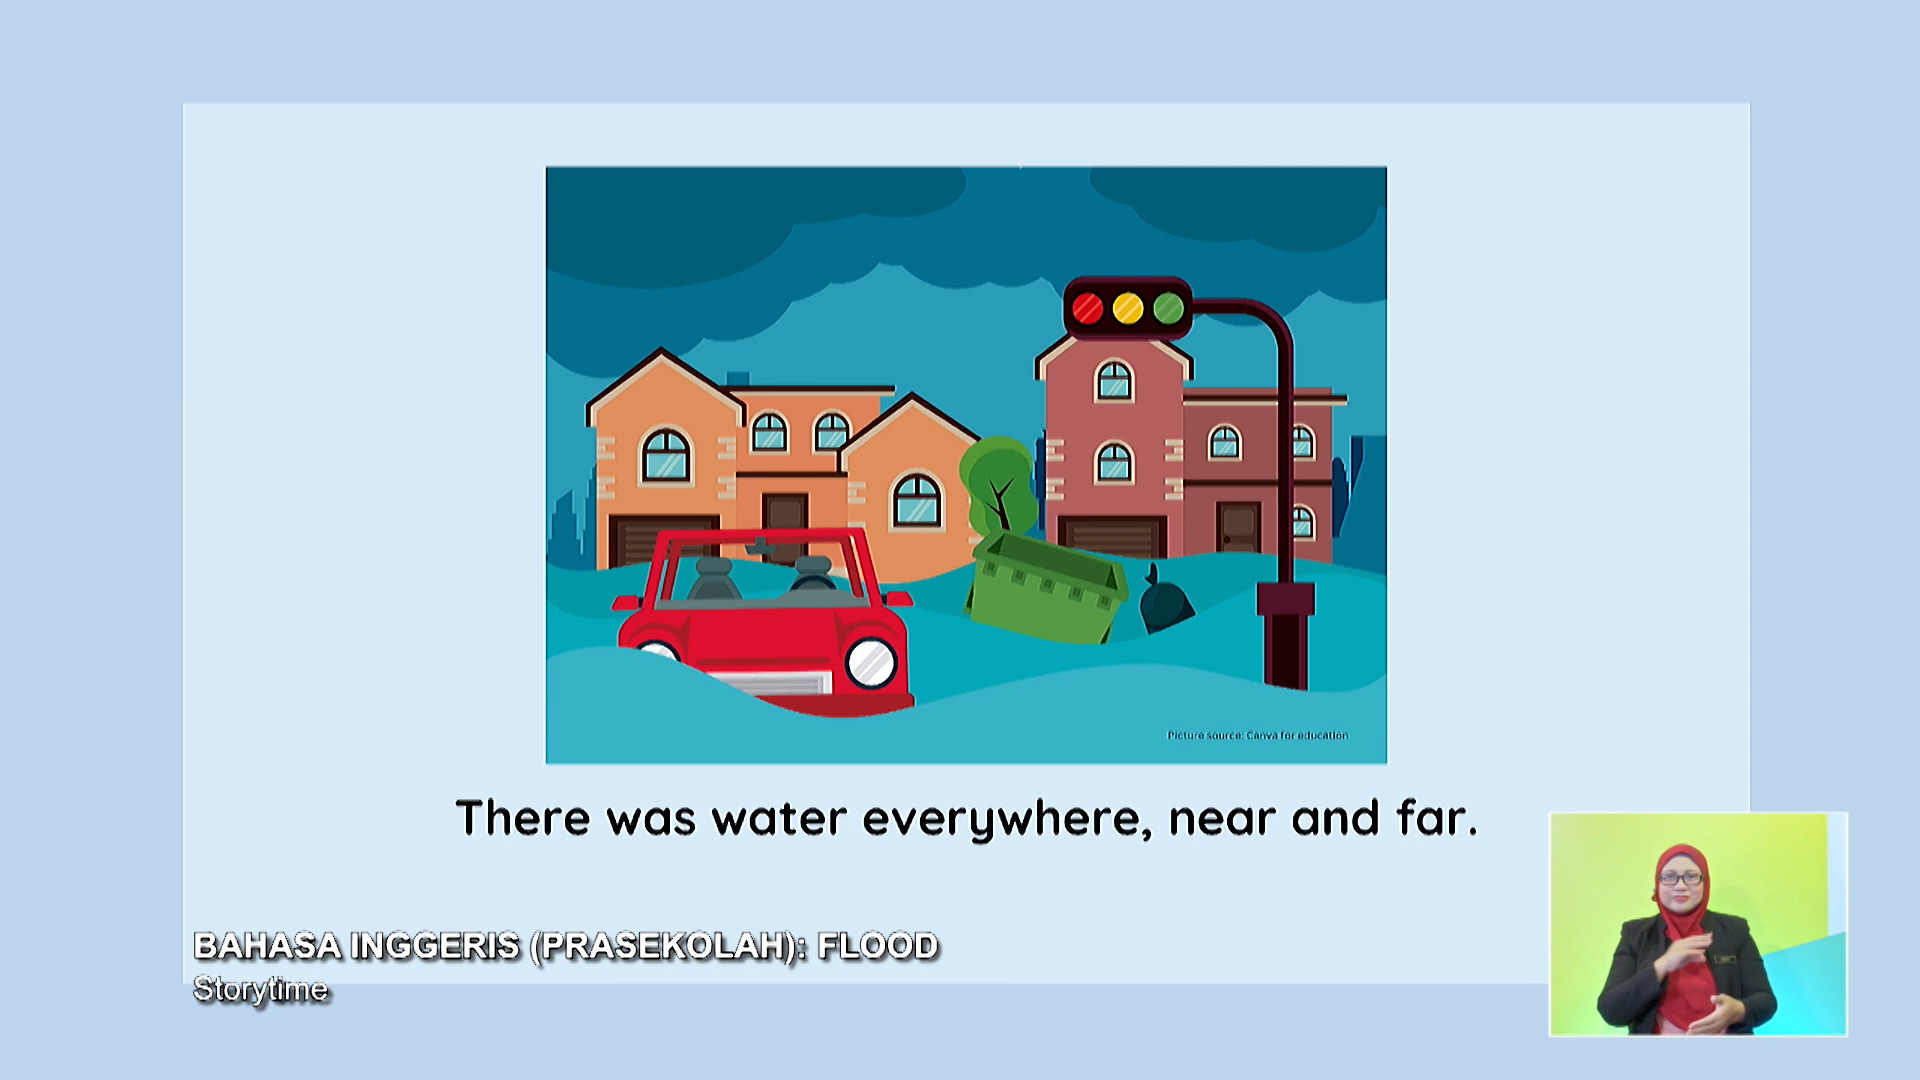 Picture source: Canva for education
There was water everywhere, near and far.
BAHASA INGGERIS (PRASEKOLAH): FLOOD
Storytime